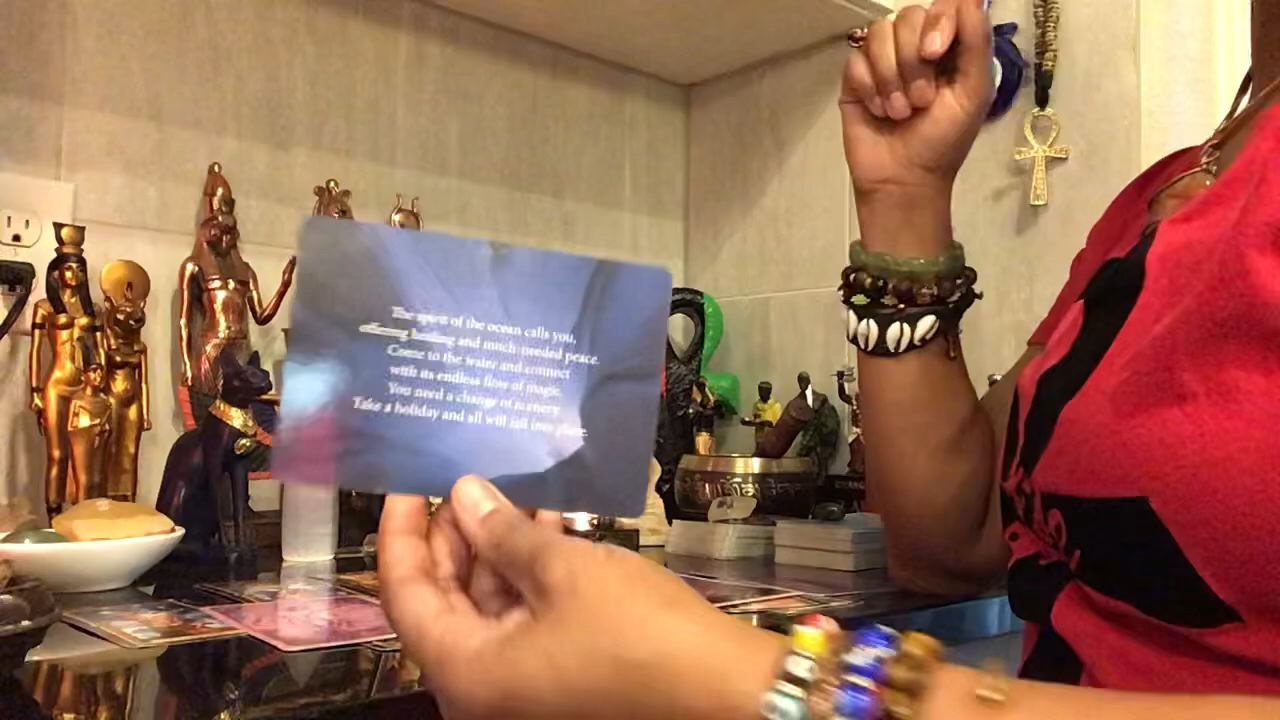 The spirit of the ocean calls you,
offering healing and much-needed peace.
Come to the water and connect
with its endless flow of magic.
You need a change of scenery.
Take a holiday and all will fall into place.